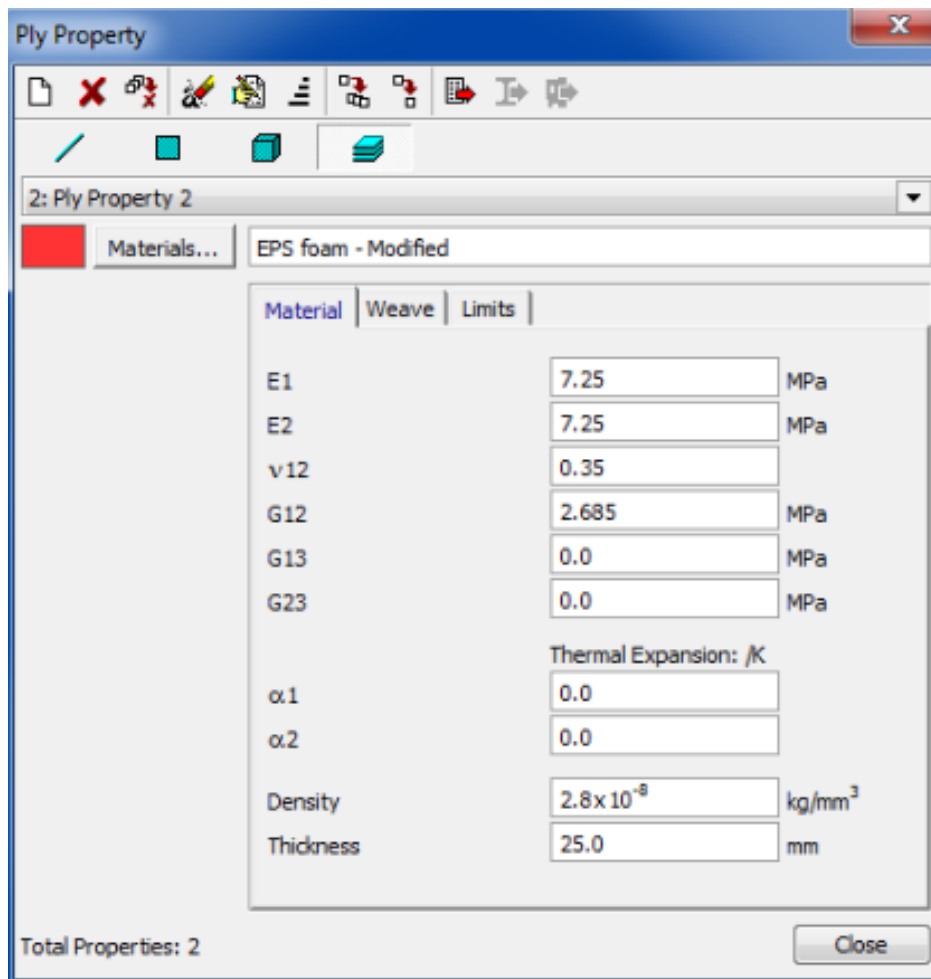 Ply Property
2: Ply Property 2
Materials... EPS foam - Modified
Material Weave Limits
E1 7.25 MPa
E2 7.25 MPa
ν12 0.35
G12 2.685 MPa
G13 0.0 MPa
G23 0.0 MPa
Thermal Expansion: /K
α1 0.0
α2 0.0
Density 2.8x10⁻⁸ kg/mm³
Thickness 25.0 mm
Total Properties: 2 Close